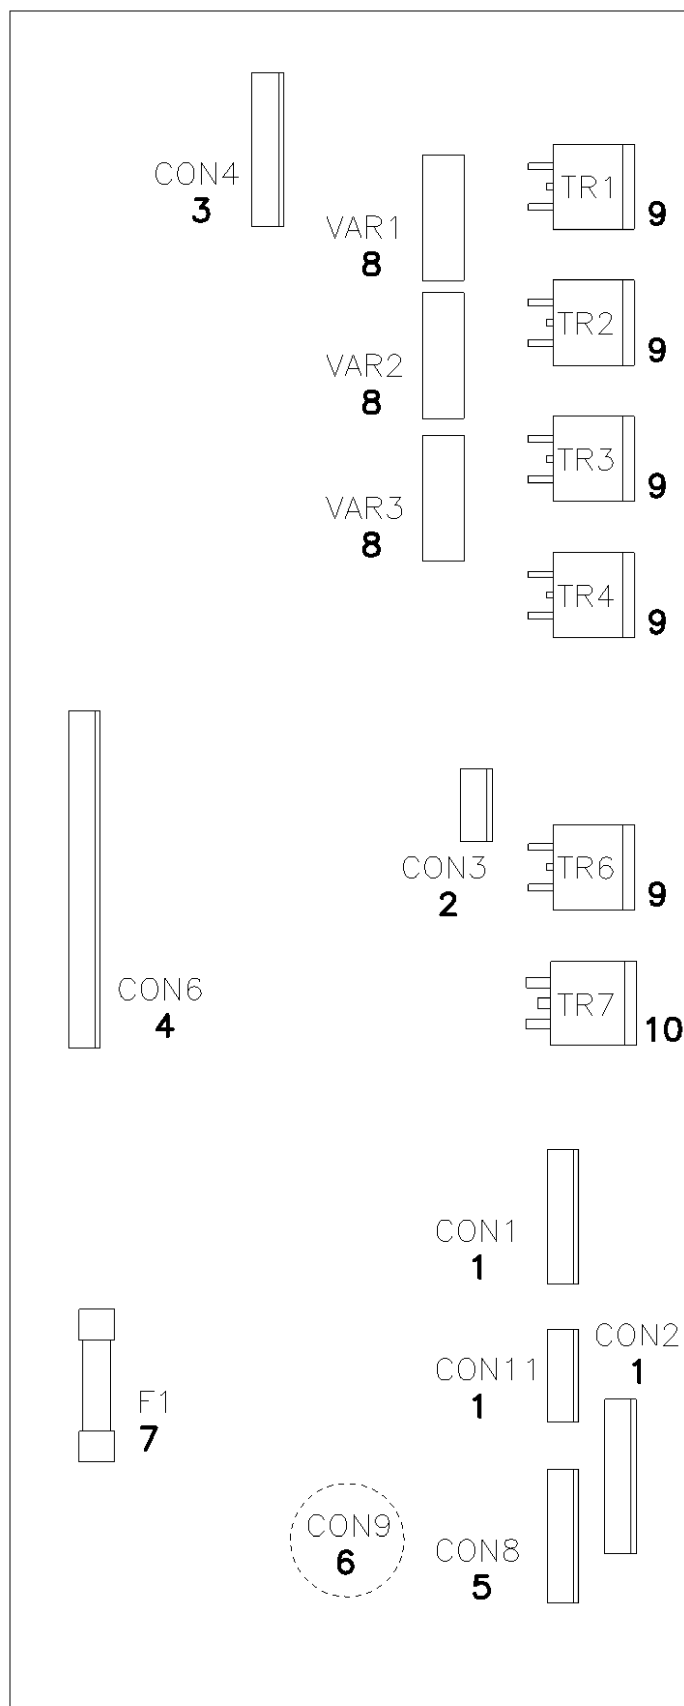 CON4
3
TR1
9
VAR1
8
TR2
9
VAR2
8
TR3
9
VAR3
8
TR4
9
CON3
2
TR6
9
CON6
4
TR7
10
CON1
1
CON2
1
CON11
1
F1
7
CON9
6
CON8
5